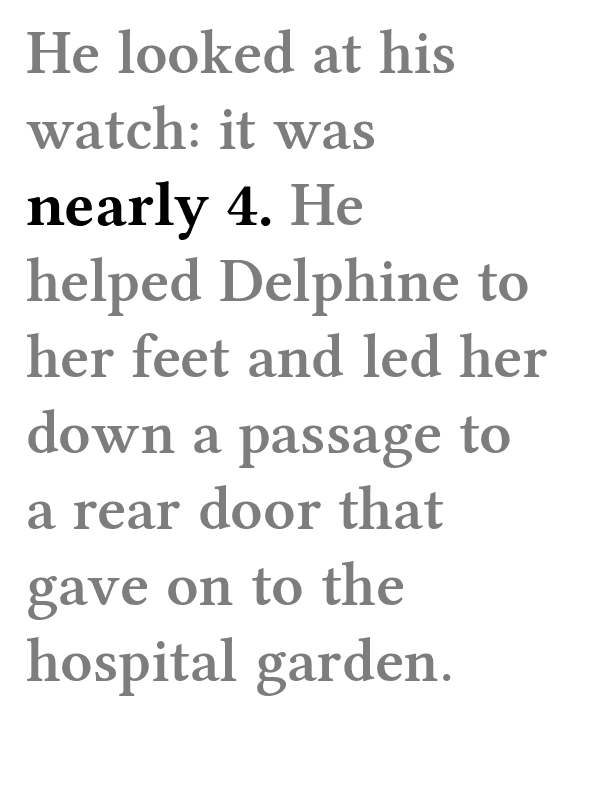 He looked at his
watch: it was
nearly 4. He
helped Delphine to
her feet and led her
down a passage to
a rear door that
gave on to the
hospital garden.